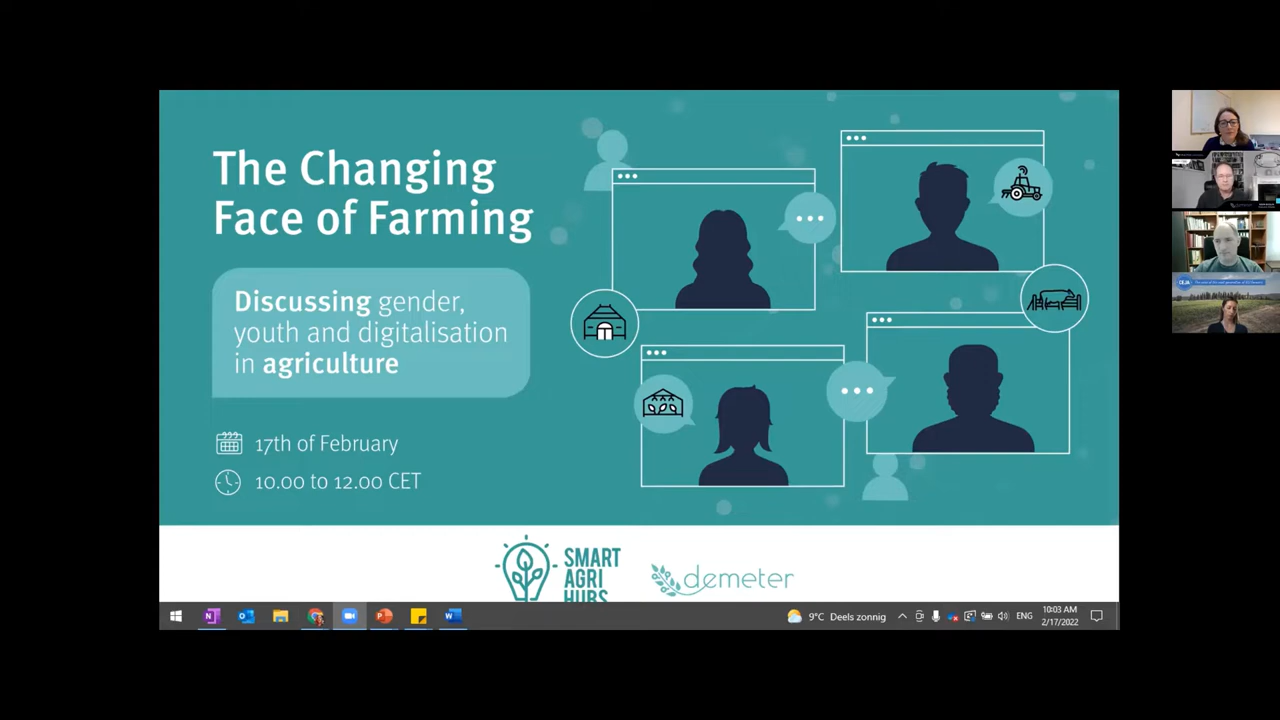 The Changing
Face of Farming
Discussing gender,
youth and digitalisation
in agriculture
17th of February
10.00 to 12.00 CET
SMART
AGRI
HUBS
demeter
CEJA
9°C Deels zonnig
ENG
10:03 AM
2/17/2022